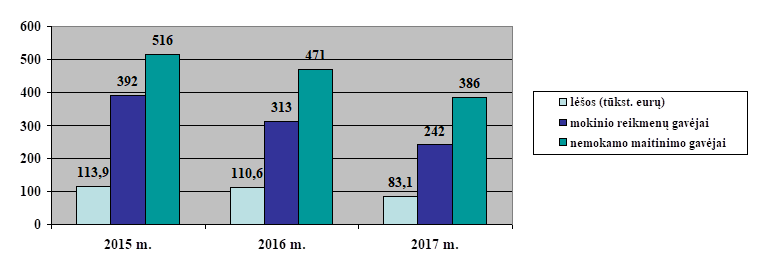 600
500
400
300
200
100
0
113,9
392
516
110,6
313
471
83,1
242
386
2015 m.
2016 m.
2017 m.
lėšos (tūkst. eurų)
mokinio reikmenų gavėjai
nemokamo maitinimo gavėjai